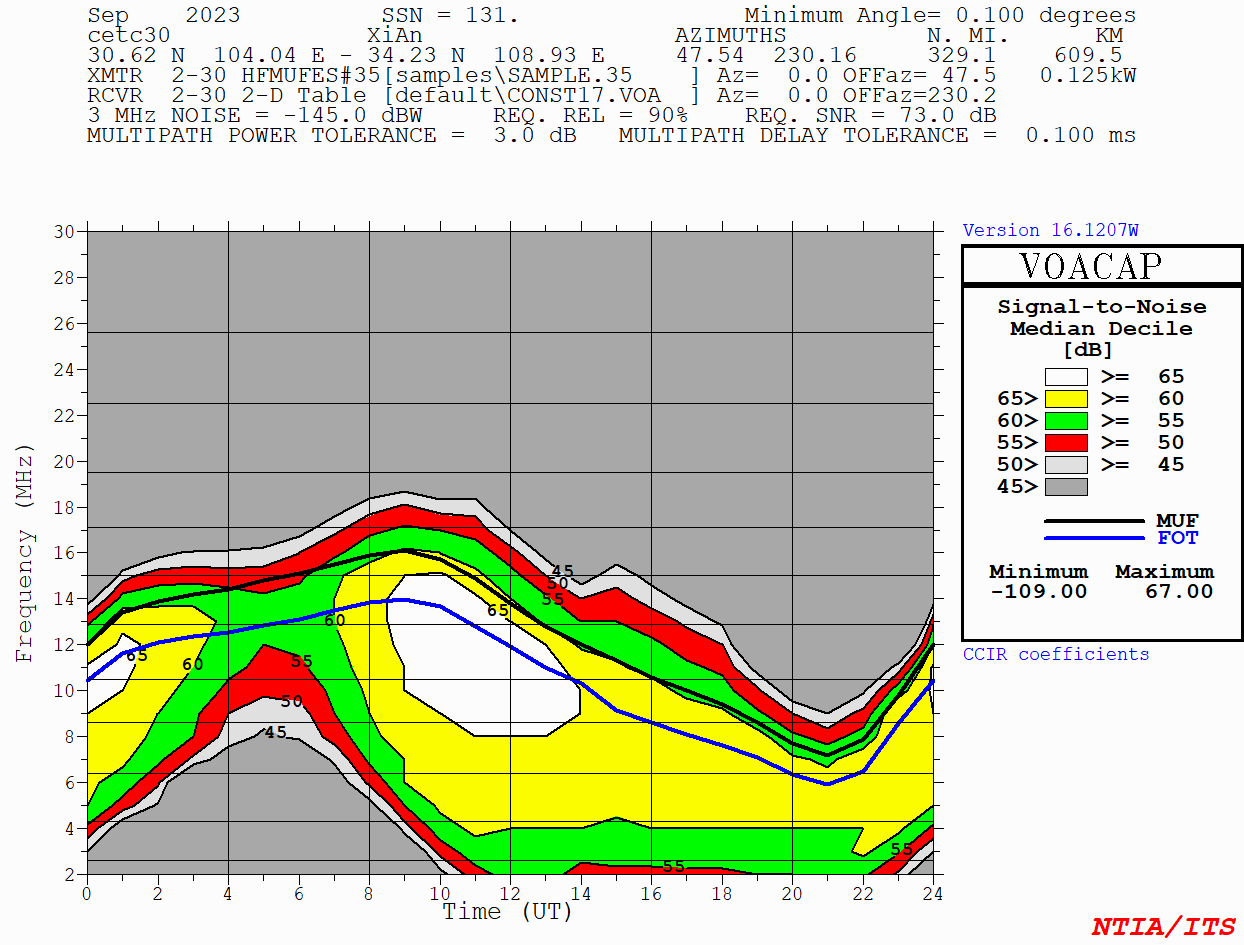 Sep    2023          SSN = 131.                Minimum Angle= 0.100 degrees
cetc30              XiAn                  AZIMUTHS          N. MI.      KM
30.62 N  104.04 E - 34.23 N  108.93 E     47.54  230.16     329.1    609.5
XMTR  2-30 HFMUFES#35[samples\SAMPLE.35    ] Az=  0.0 OFFaz= 47.5   0.125kW
RCVR  2-30 2-D Table [default\CONST17.VOA  ] Az=  0.0 OFFaz=230.2
3 MHz NOISE = -145.0 dBW     REQ. REL = 90%    REQ. SNR = 73.0 dB
MULTIPATH POWER TOLERANCE =  3.0 dB   MULTIPATH DELAY TOLERANCE =  0.100 ms
Version 16.1207W
VOACAP
Signal-to-Noise
Median Decile
[dB]
>= 65
65> >= 60
60> >= 55
55> >= 50
50> >= 45
45>
MUF
FOT
Minimum Maximum
-109.00 67.00
CCIR coefficients
30
28
26
24
22
20
18
16
14
12
10
8
6
4
2
Frequency (MHz)
45
50
55
65
60
65
60
55
50
45
55
55
0 2 4 6 8 10 12 14 16 18 20 22 24
Time (UT)
NTIA/ITS